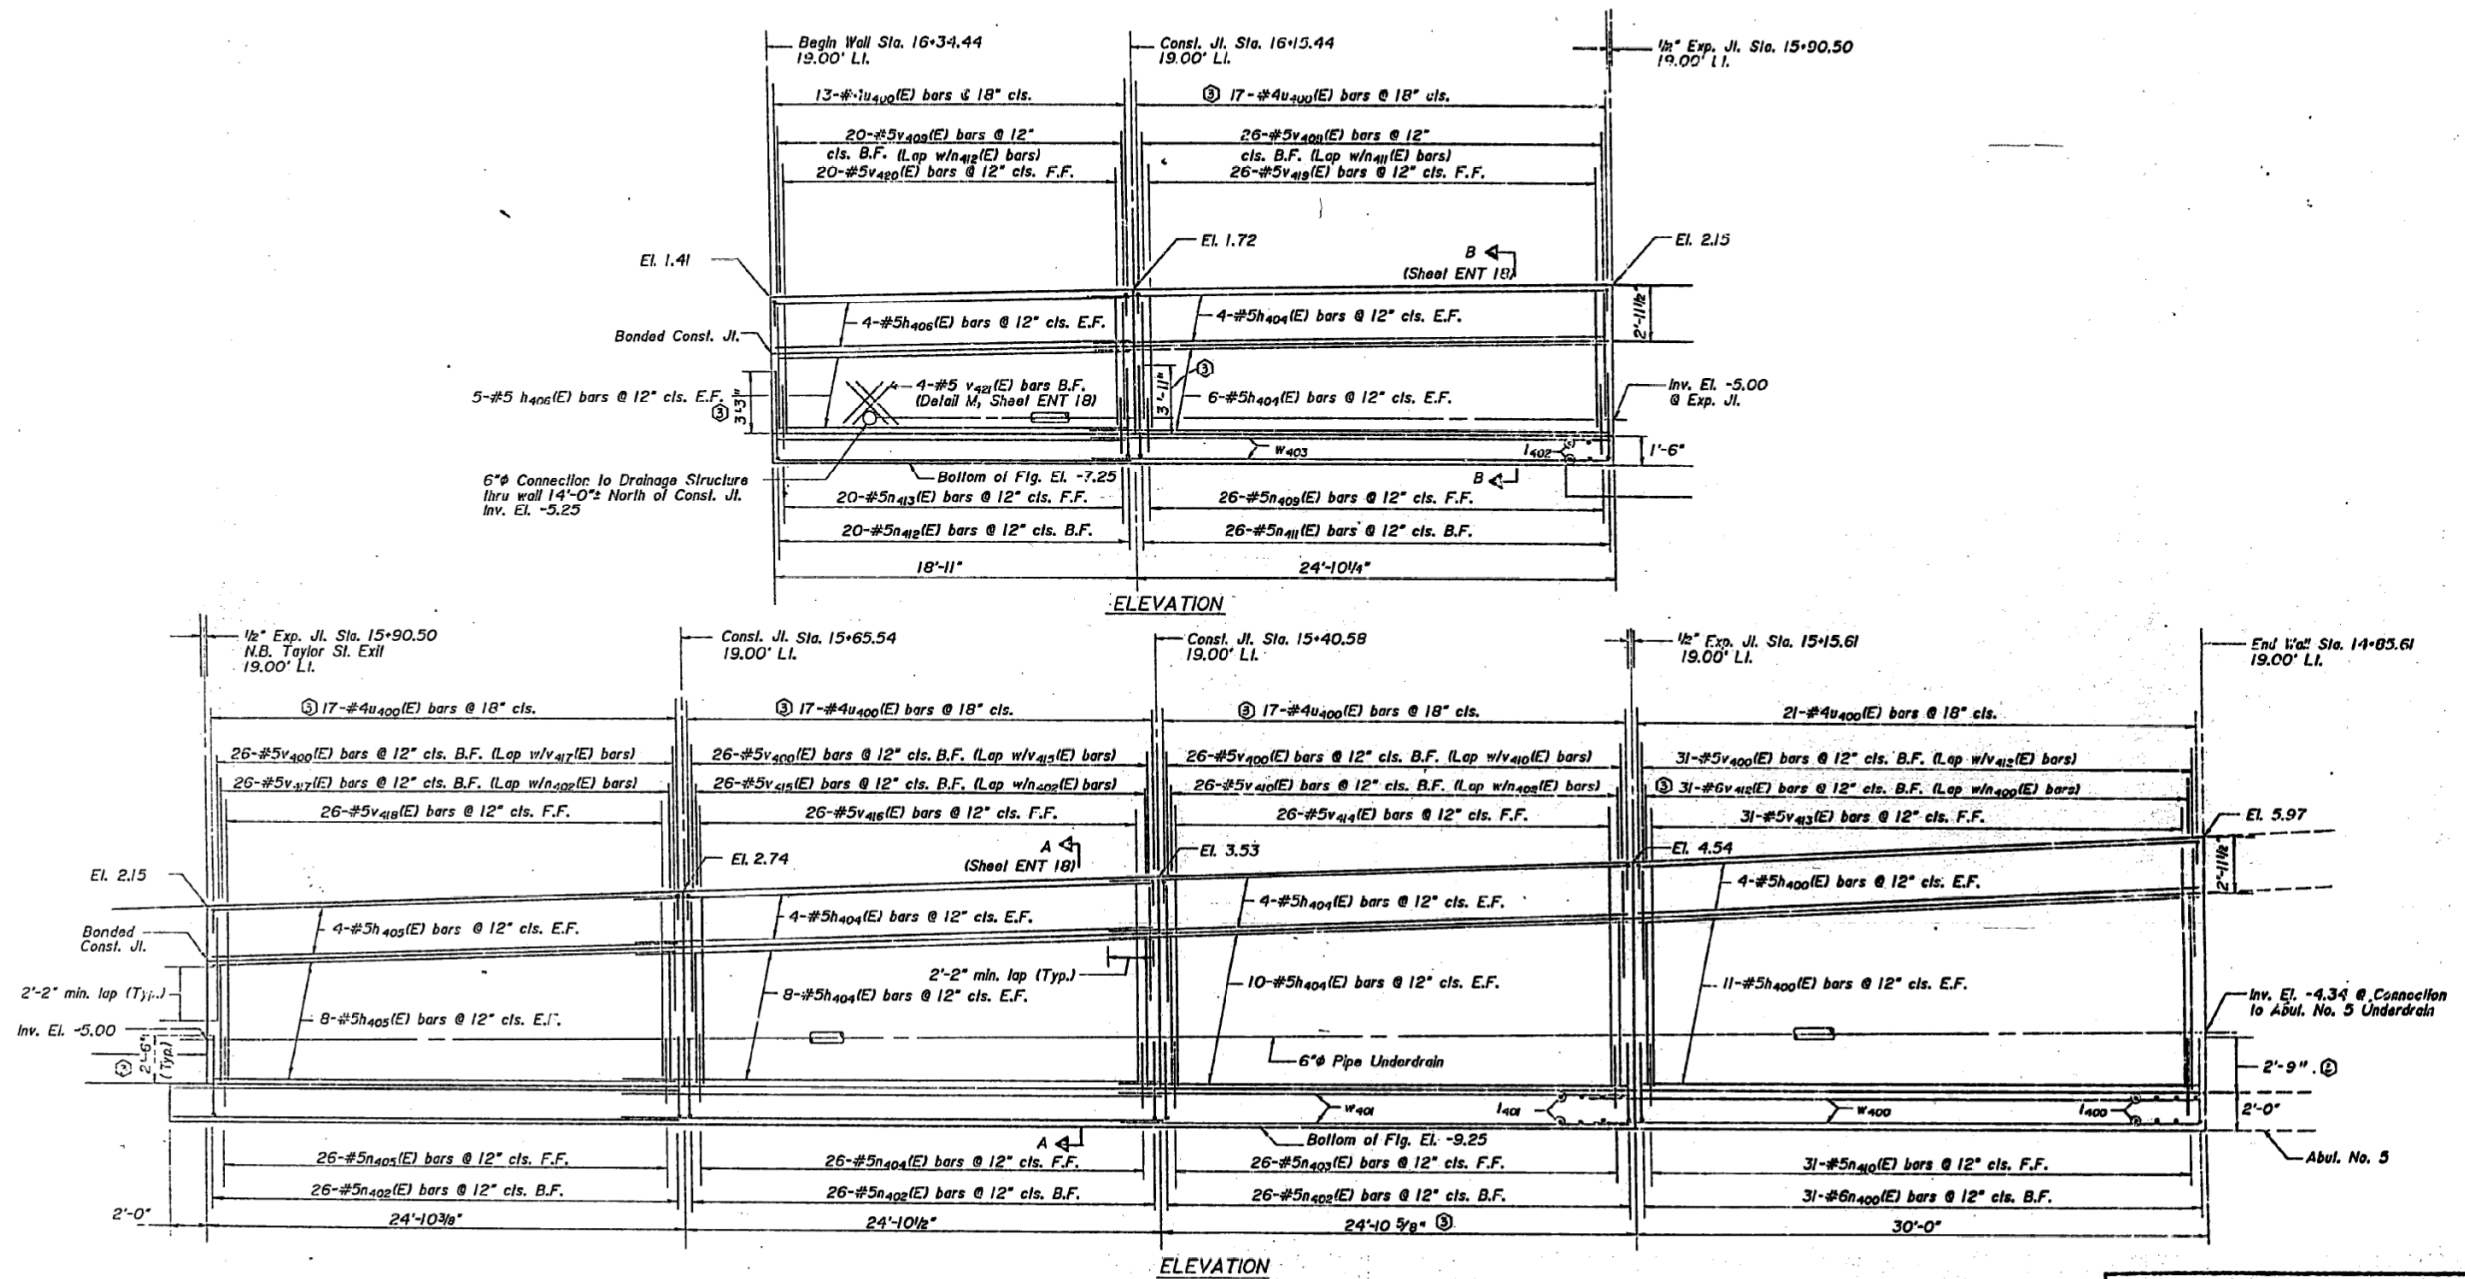 Begin Wall Sta. 16+34.44
19.00' Lt.
Const. Jt. Sta. 16+15.44
19.00' Lt.
1/2" Exp. Jt. Sta. 15+90.50
19.00' Lt.
13-#4u400(E) bars @ 18" cts.
③ 17-#4u400(E) bars @ 18" cts.
20-#5v409(E) bars @ 12"
cts. B.F. (Lap w/n412(E) bars)
20-#5v420(E) bars @ 12" cts. F.F.
26-#5v409(E) bars @ 12"
cts. B.F. (Lap w/n411(E) bars)
26-#5v419(E) bars @ 12" cts. F.F.
El. 1.41
El. 1.72
B
(Sheet ENT 18)
El. 2.15
2'-11 1/2"
4-#5h406(E) bars @ 12" cts. E.F.
4-#5h404(E) bars @ 12" cts. E.F.
Bonded Const. Jt.
5-#5 h406(E) bars @ 12" cts. E.F.
③ 3'-3"
4-#5 v421(E) bars B.F.
(Detail M, Sheet ENT 18)
3'-11" ③
6-#5h404(E) bars @ 12" cts. E.F.
Inv. El. -5.00
@ Exp. Jt.
6"φ Connection to Drainage Structure
thru wall 14'-0"± North of Const. Jt.
Inv. El. -5.25
Bottom of Ftg. El. -7.25
w403
t402
1'-6"
B
20-#5n413(E) bars @ 12" cts. F.F.
26-#5n409(E) bars @ 12" cts. F.F.
20-#5n412(E) bars @ 12" cts. B.F.
26-#5n411(E) bars @ 12" cts. B.F.
18'-11"
24'-10 1/4"
ELEVATION
1/2" Exp. Jt. Sta. 15+90.50
N.B. Taylor St. Exit
19.00' Lt.
Const. Jt. Sta. 15+65.54
19.00' Lt.
Const. Jt. Sta. 15+40.58
19.00' Lt.
1/2" Exp. Jt. Sta. 15+15.61
19.00' Lt.
End Wall Sta. 14+85.61
19.00' Lt.
③ 17-#4u400(E) bars @ 18" cts.
③ 17-#4u400(E) bars @ 18" cts.
③ 17-#4u400(E) bars @ 18" cts.
21-#4u400(E) bars @ 18" cts.
26-#5v400(E) bars @ 12" cts. B.F. (Lap w/v417(E) bars)
26-#5v400(E) bars @ 12" cts. B.F. (Lap w/v415(E) bars)
26-#5v400(E) bars @ 12" cts. B.F. (Lap w/v410(E) bars)
31-#5v400(E) bars @ 12" cts. B.F. (Lap w/v412(E) bars)
26-#5v417(E) bars @ 12" cts. B.F. (Lap w/n402(E) bars)
26-#5v415(E) bars @ 12" cts. B.F. (Lap w/n402(E) bars)
26-#5v410(E) bars @ 12" cts. B.F. (Lap w/n402(E) bars)
③ 31-#6v412(E) bars @ 12" cts. B.F. (Lap w/n400(E) bars)
26-#5v418(E) bars @ 12" cts. F.F.
26-#5v416(E) bars @ 12" cts. F.F.
26-#5v414(E) bars @ 12" cts. F.F.
31-#5v413(E) bars @ 12" cts. F.F.
El. 2.15
El. 2.74
A
(Sheet ENT 18)
El. 3.53
El. 4.54
El. 5.97
2'-11 1/2"
4-#5h405(E) bars @ 12" cts. E.F.
4-#5h404(E) bars @ 12" cts. E.F.
4-#5h404(E) bars @ 12" cts. E.F.
4-#5h400(E) bars @ 12" cts. E.F.
Bonded
Const. Jt.
2'-2" min. lap (Typ.)
2'-2" min. lap (Typ.)
8-#5h405(E) bars @ 12" cts. E.F.
8-#5h404(E) bars @ 12" cts. E.F.
10-#5h404(E) bars @ 12" cts. E.F.
11-#5h400(E) bars @ 12" cts. E.F.
Inv. El. -5.00
2'-6"
(Typ.)
6"φ Pipe Underdrain
Inv. El. -4.34 @ Connection
to Abut. No. 5 Underdrain
2'-9" ②
w401
t401
w400
t400
2'-0"
A
Bottom of Ftg. El. -9.25
Abut. No. 5
26-#5n405(E) bars @ 12" cts. F.F.
26-#5n404(E) bars @ 12" cts. F.F.
26-#5n403(E) bars @ 12" cts. F.F.
31-#5n410(E) bars @ 12" cts. F.F.
26-#5n402(E) bars @ 12" cts. B.F.
26-#5n402(E) bars @ 12" cts. B.F.
26-#5n402(E) bars @ 12" cts. B.F.
31-#6n400(E) bars @ 12" cts. B.F.
2'-0"
24'-10 3/8"
24'-10 1/2"
24'-10 5/8" ③
30'-0"
ELEVATION